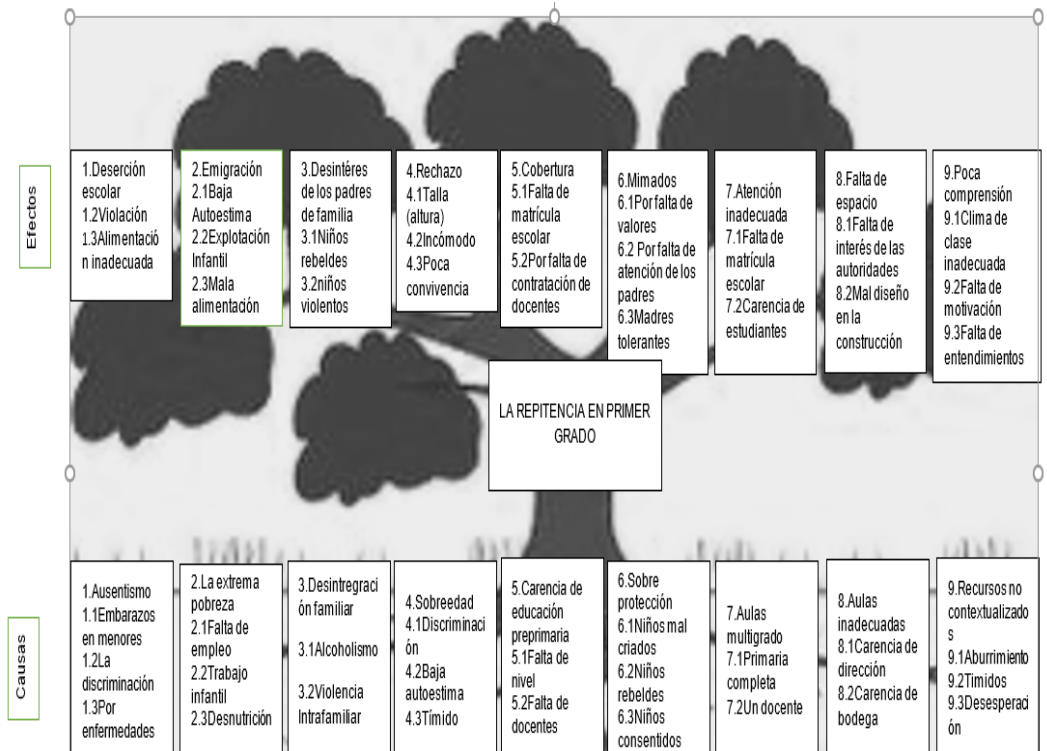 Efectos
1.Deserción
escolar
1.2Violación
1.3Alimentació
n inadecuada
2.Emigración
2.1Baja
Autoestima
2.2Explotación
Infantil
2.3Mala
alimentación
3.Desintéres
de los padres
de familia
3.1Niños
rebeldes
3.2niños
violentos
4.Rechazo
4.1Talla
(altura)
4.2Incómodo
4.3Poca
convivencia
5.Cobertura
5.1Falta de
matrícula
escolar
5.2Por falta de
contratación de
docentes
6.Mimados
6.1Por falta de
valores
6.2 Por falta de
atención de los
padres
6.3Madres
tolerantes
7.Atención
inadecuada
7.1Falta de
matrícula
escolar
7.2Carencia de
estudiantes
8.Falta de
espacio
8.1Falta de
interés de las
autoridades
8.2Mal diseño
en la
construcción
9.Poca
comprensión
9.1Clima de
clase
inadecuada
9.2Falta de
motivación
9.3Falta de
entendimientos
LA REPITENCIA EN PRIMER
GRADO
Causas
1.Ausentismo
1.1Embarazos
en menores
1.2La
discriminación
1.3Por
enfermedades
2.La extrema
pobreza
2.1Falta de
empleo
2.2Trabajo
infantil
2.3Desnutrición
3.Desintregraci
ón familiar
3.1Alcoholismo
3.2Violencia
Intrafamiliar
4.Sobreedad
4.1Discriminaci
ón
4.2Baja
autoestima
4.3Tímido
5.Carencia de
educación
preprimaria
5.1Falta de
nivel
5.2Falta de
docentes
6.Sobre
protección
6.1Niños mal
criados
6.2Niños
rebeldes
6.3Niños
consentidos
7.Aulas
multigrado
7.1Primaria
completa
7.2Un docente
8.Aulas
inadecuadas
8.1Carencia de
dirección
8.2Carencia de
bodega
9.Recursos no
contextualizado
s
9.1Aburrimiento
9.2Timidos
9.3Desesperaci
ón